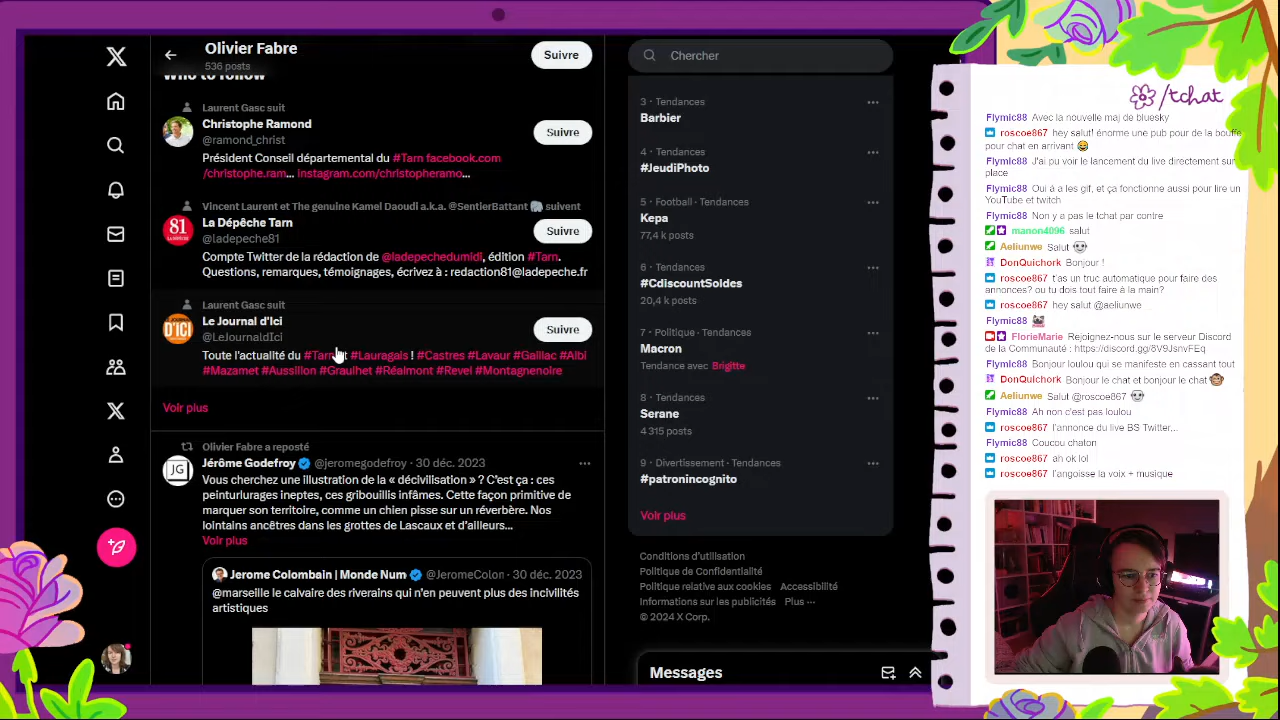 Olivier Fabre
536 posts
Suivre
Who to follow
Laurent Gasc suit
Christophe Ramond
@ramond_christ
Suivre
Président Conseil départemental du #Tarn facebook.com
/christophe.ram... instagram.com/christopheramo...
Vincent Laurent et The genuine Kamel Daoudi a.k.a. @SentierBattant suivent
La Dépêche Tarn
@ladepeche81
Suivre
81
Compte Twitter de la rédaction de @ladepechedumidi, édition #Tarn.
Questions, remarques, témoignages, écrivez à : redaction81@ladepeche.fr
Laurent Gasc suit
Le Journal d'Ici
@LeJournaldIci
Suivre
D'ICI
Toute l'actualité du #Tarn et #Lauragais ! #Castres #Lavaur #Gaillac #Albi
#Mazamet #Aussillon #Graulhet #Réalmont #Revel #Montagnenoire
Voir plus
Olivier Fabre a reposté
JG
Jérôme Godefroy @jeromegodefroy · 30 déc. 2023
Vous cherchez une illustration de la « décivilisation » ? C'est ça : ces
peinturlurages ineptes, ces gribouillis infâmes. Cette façon primitive de
marquer son territoire, comme un chien pisse sur un réverbère. Nos
lointains ancêtres dans les grottes de Lascaux et d'ailleurs...
Voir plus
Jerome Colombain | Monde Num @JeromeColon · 30 déc. 2023
@marseille le calvaire des riverains qui n'en peuvent plus des incivilités
artistiques
Chercher
3 · Tendances
Barbier
4 · Tendances
#JeudiPhoto
5 · Football · Tendances
Kepa
77,4 k posts
6 · Tendances
#CdiscountSoldes
20,4 k posts
7 · Politique · Tendances
Macron
Tendance avec Brigitte
8 · Tendances
Serane
4 315 posts
9 · Divertissement · Tendances
#patronincognito
Voir plus
Conditions d'utilisation
Politique de Confidentialité
Politique relative aux cookies Accessibilité
Informations sur les publicités Plus ···
© 2024 X Corp.
Messages
/tchat
Flymic88 Avec la nouvelle maj de bluesky
roscoe867 hey salut! énorme une pub pour de la bouffe
pour chat en arrivant
Flymic88 J'ai pu voir le lancement du live directement sur
place
Flymic88 Oui à a les gif, et ça fonctionne aussi pour lire un
YouTube et twitch
Flymic88 Non y a pas le tchat par contre
manon4096 salut
Aeliunwe Salut
DonQuichork Bonjour !
roscoe867 t'as un truc automatique pour faire des
annonces? ou tu dois tout faire à la main?
roscoe867 hey salut @aeliunwe
Flymic88
FlorieMarie Rejoignez-nous sur le serveur Discord
de la Communauté : https://discord.gg/8V9JsnvFEq
Flymic88 Bonjour loulou qui se manifeste en cassant tout
DonQuichork Bonjour le chat et bonjour le chat
Aeliunwe Salut @roscoe867
Flymic88 Ah non c'est pas loulou
roscoe867 l'annonce du live BS Twitter,..
Flymic88 Coucou chaton
roscoe867 ah ok lol
roscoe867 l'angoisse la voix + musique